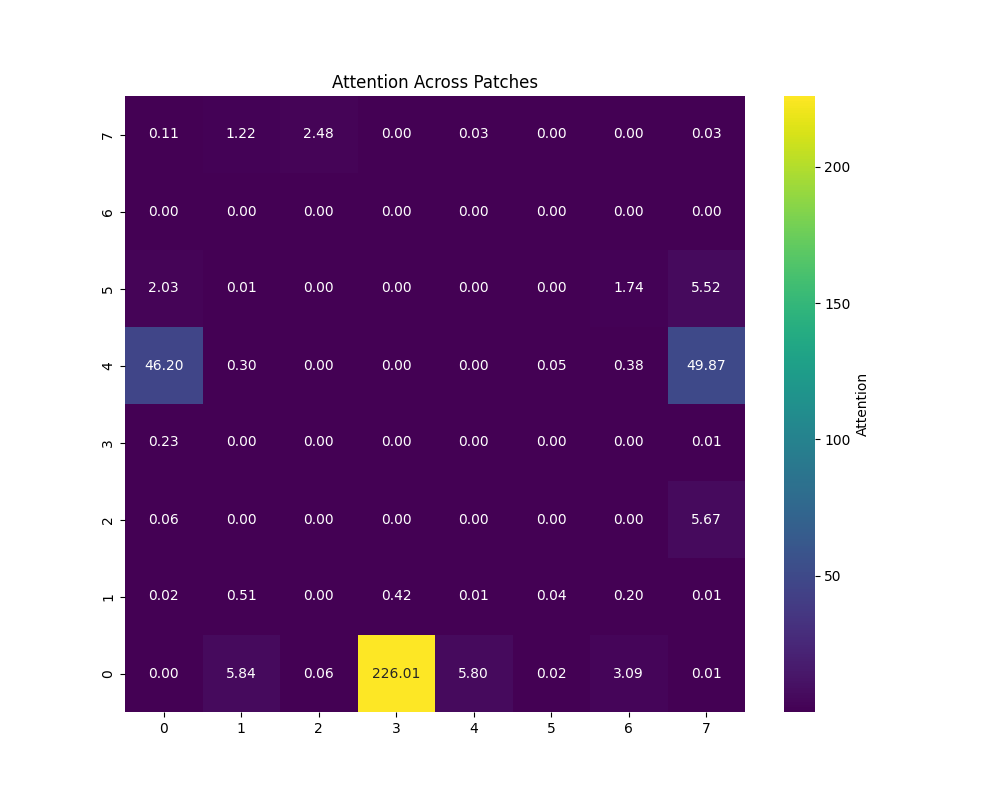 Attention Across Patches
7 0.11 1.22 2.48 0.00 0.03 0.00 0.00 0.03
200
6 0.00 0.00 0.00 0.00 0.00 0.00 0.00 0.00
5 2.03 0.01 0.00 0.00 0.00 0.00 1.74 5.52
150
4 46.20 0.30 0.00 0.00 0.00 0.05 0.38 49.87
Attention
100
3 0.23 0.00 0.00 0.00 0.00 0.00 0.00 0.01
2 0.06 0.00 0.00 0.00 0.00 0.00 0.00 5.67
50
1 0.02 0.51 0.00 0.42 0.01 0.04 0.20 0.01
0 0.00 5.84 0.06 226.01 5.80 0.02 3.09 0.01
0 1 2 3 4 5 6 7